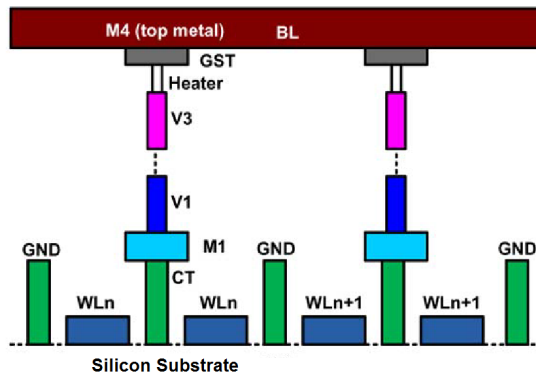 M4 (top metal) BL
GST
Heater
V3
V1
GND M1 GND GND
CT
WLn WLn WLn+1 WLn+1
Silicon Substrate